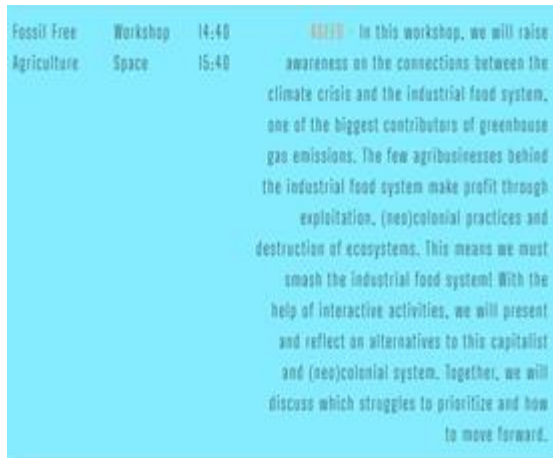 Fossil Free
Agriculture
Workshop
Space
14:40
15:40
- In this workshop, we will raise
awareness on the connections between the
climate crisis and the industrial food system,
one of the biggest contributors of greenhouse
gas emissions. The few agribusinesses behind
the industrial food system make profit through
exploitation, (neo)colonial practices and
destruction of ecosystems. This means we must
smash the industrial food system! With the
help of interactive activities, we will present
and reflect on alternatives to this capitalist
and (neo)colonial system. Together, we will
discuss which struggles to prioritize and how
to move forward.